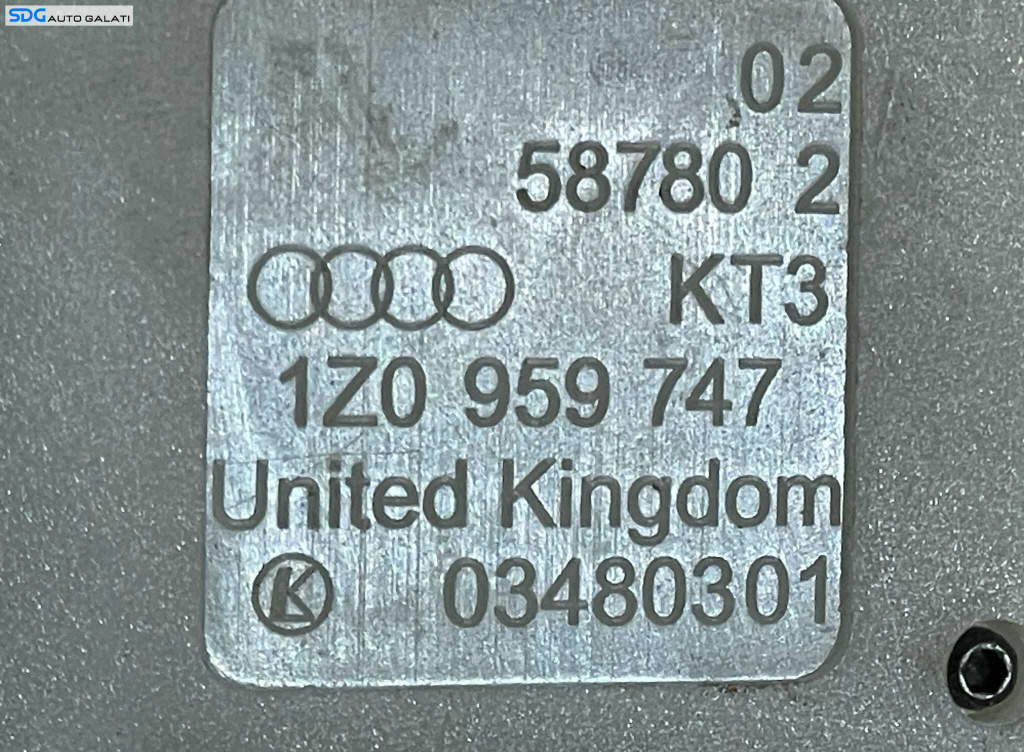 SDG AUTO GALATI
02
58780 2
KT3
1Z0 959 747
United Kingdom
K 03480301